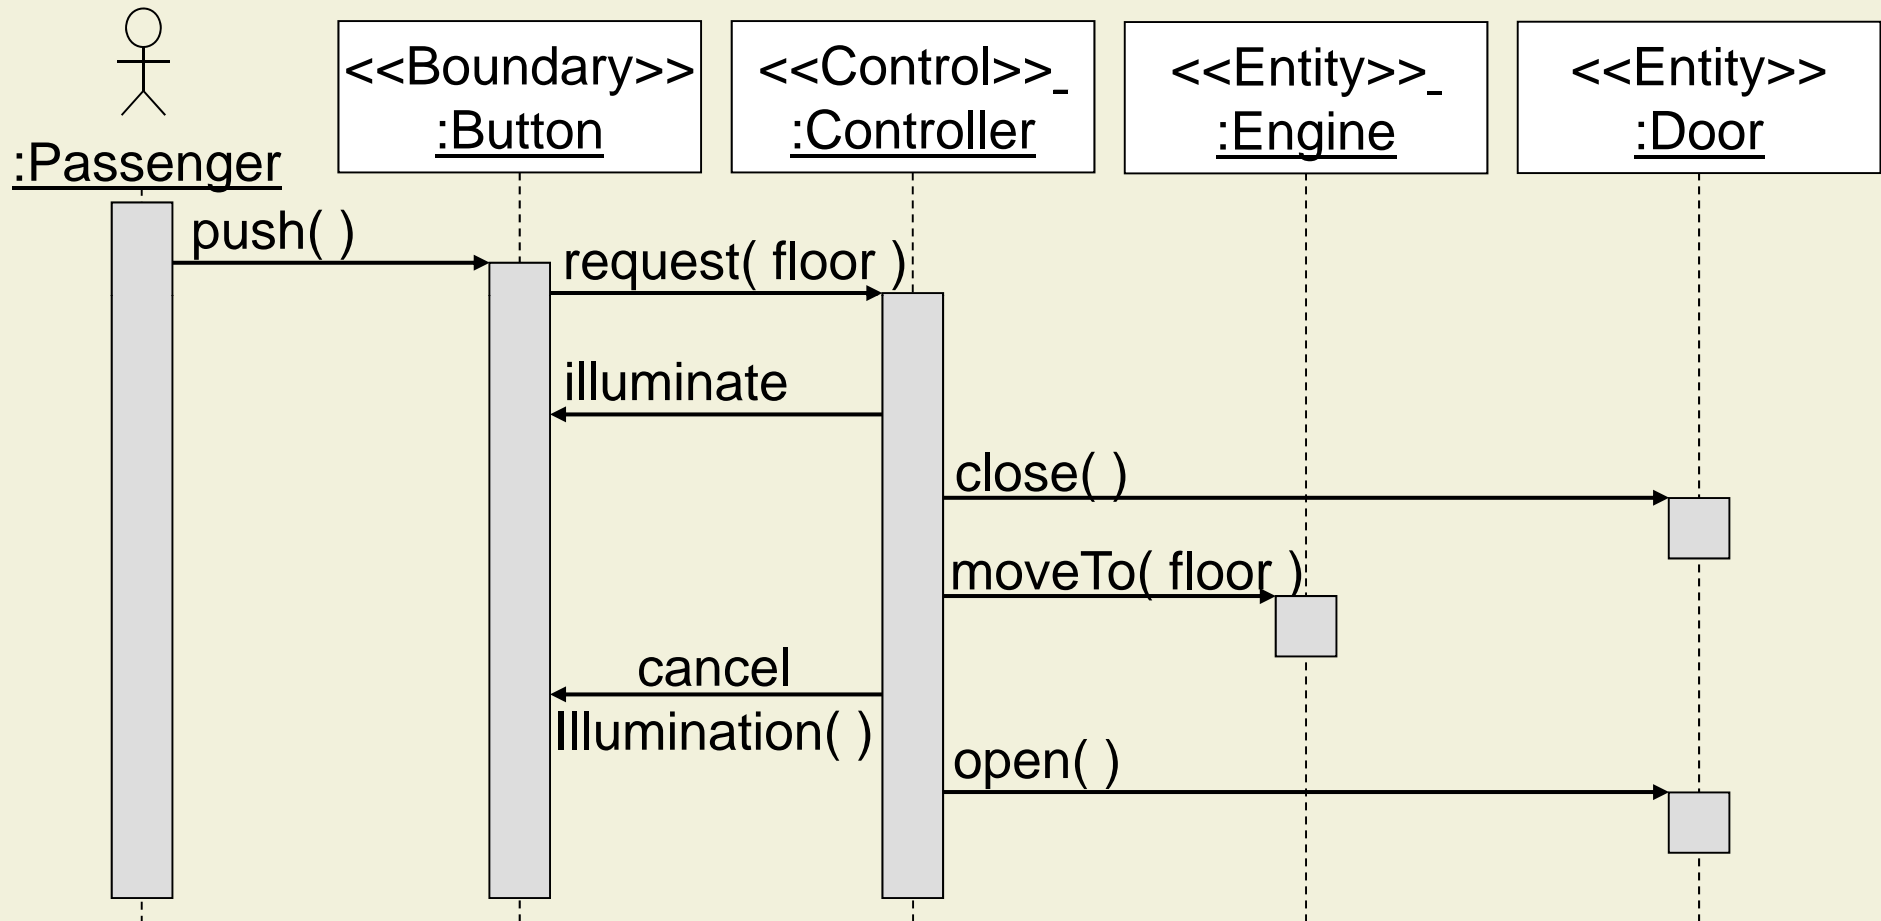 :Passenger
<<Boundary>>
:Button
<<Control>>
:Controller
<<Entity>>
:Engine
<<Entity>>
:Door
push( )
request( floor )
illuminate
close( )
moveTo( floor )
cancel
Illumination( )
open( )